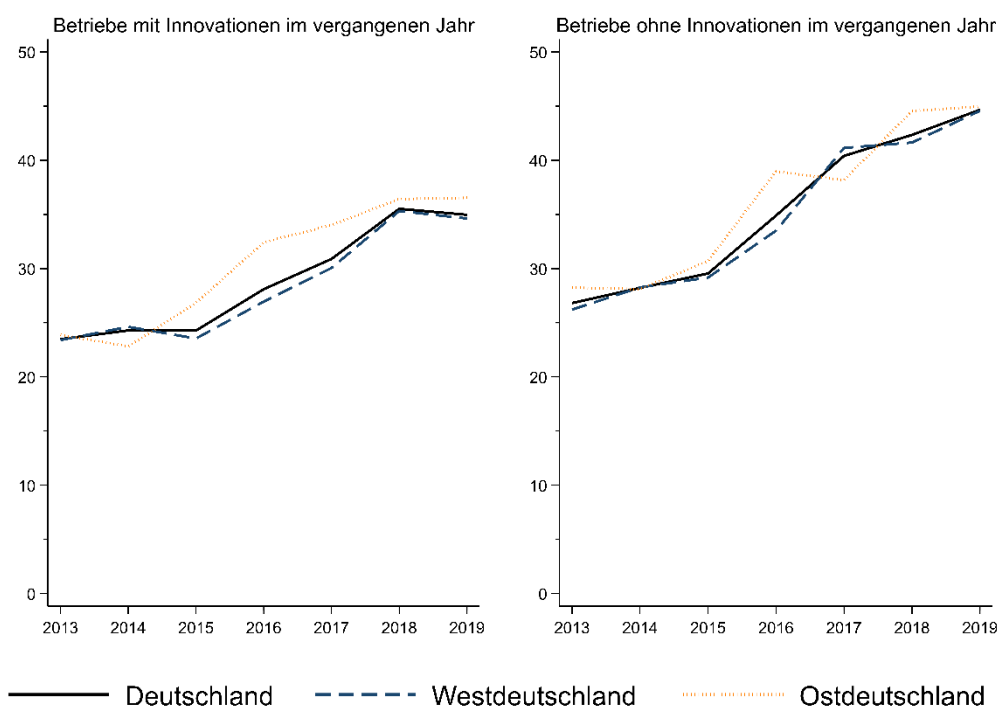 Betriebe mit Innovationen im vergangenen Jahr
50
40
30
20
10
0
2013 2014 2015 2016 2017 2018 2019
Betriebe ohne Innovationen im vergangenen Jahr
50
40
30
20
10
0
2013 2014 2015 2016 2017 2018 2019
Deutschland Westdeutschland Ostdeutschland